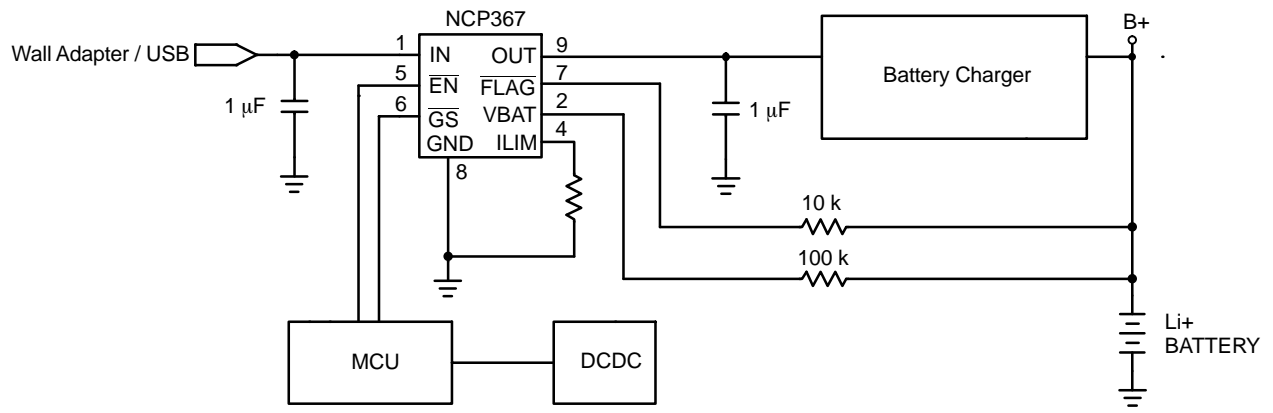 NCP367
B+
Wall Adapter / USB
1
IN
OUT
9
5
EN
FLAG
7
6
GS
VBAT
2
GND
ILIM
4
8
1 μF
1 μF
Battery Charger
10 k
100 k
MCU
DCDC
Li+
BATTERY